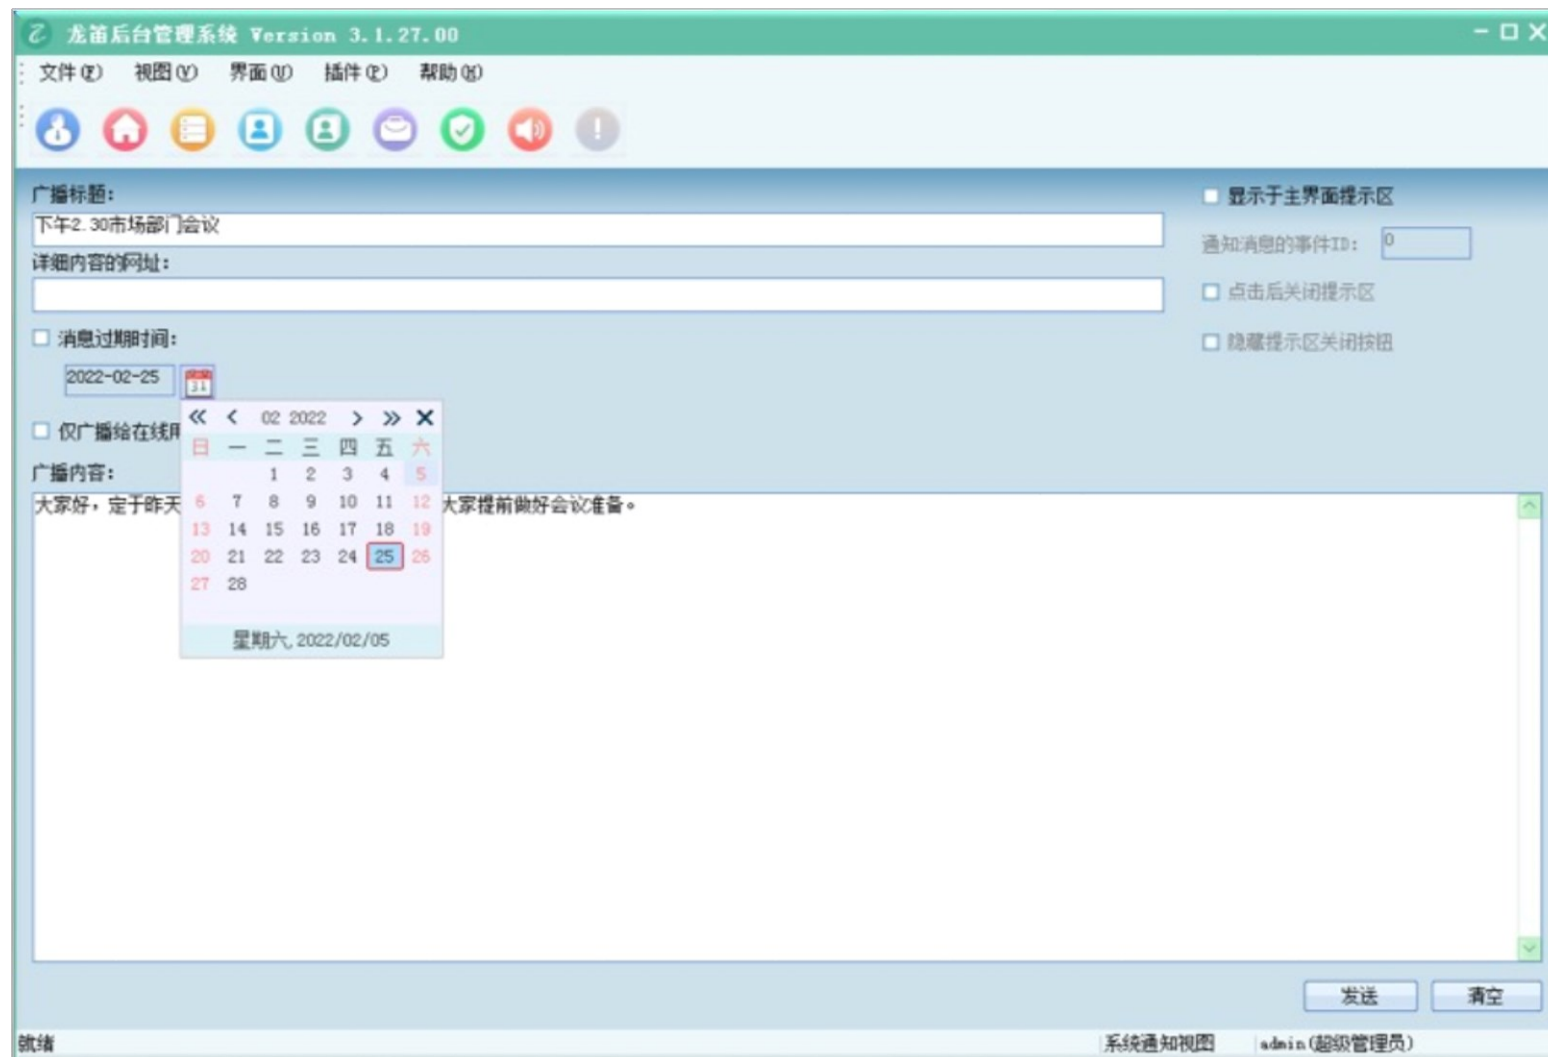 龙笛后台管理系统 Version 3.1.27.00
文件(F) 视图(V) 界面(U) 插件(P) 帮助(H)
广播标题:
下午2.30市场部门会议
显示于主界面提示区
通知消息的事件ID: 0
详细内容的网址:
点击后关闭提示区
消息过期时间:
隐藏提示区关闭按钮
2022-02-25
31
仅广播给在线用
« ‹ 02 2022 › » ×
日 一 二 三 四 五 六
1 2 3 4 5
6 7 8 9 10 11 12
13 14 15 16 17 18 19
20 21 22 23 24 25 26
27 28
星期六, 2022/02/05
广播内容:
大家好，定于昨天 大家提前做好会议准备。
发送 清空
就绪 系统通知视图 admin(超级管理员)